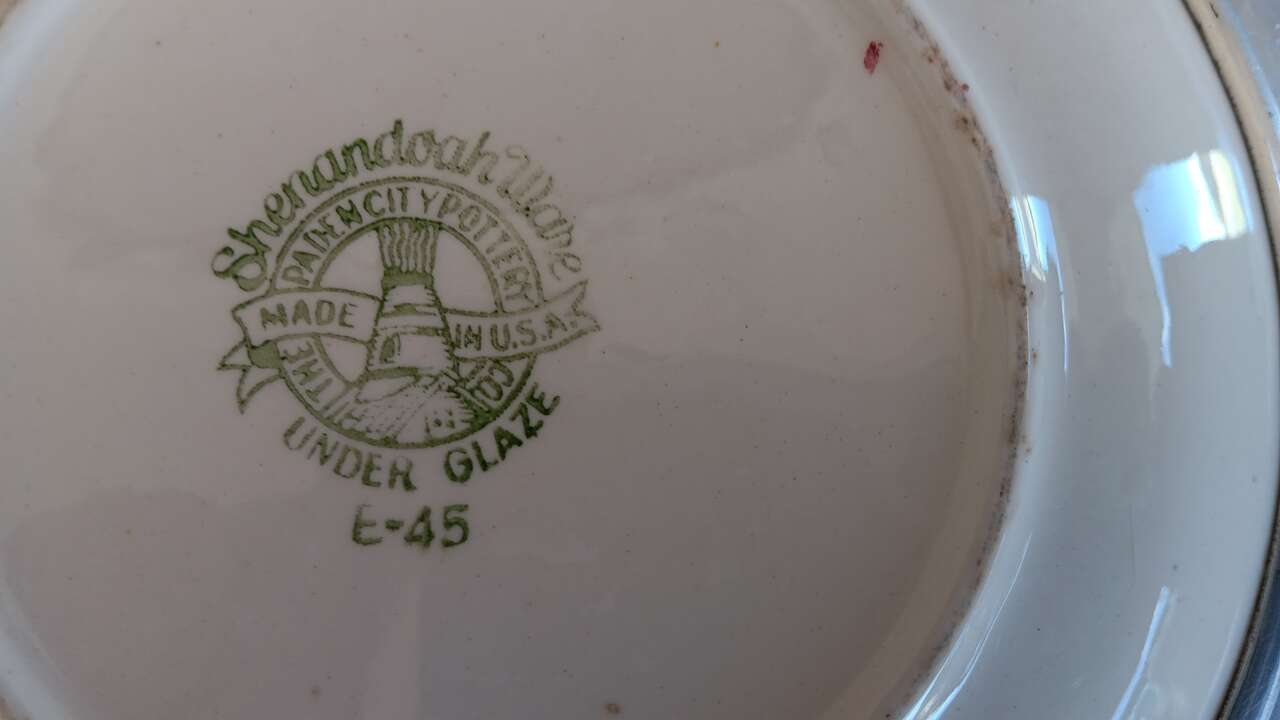 Shenandoah Ware
THE PADEN CITY POTTERY CO.
MADE IN U.S.A.
UNDER GLAZE
E-45